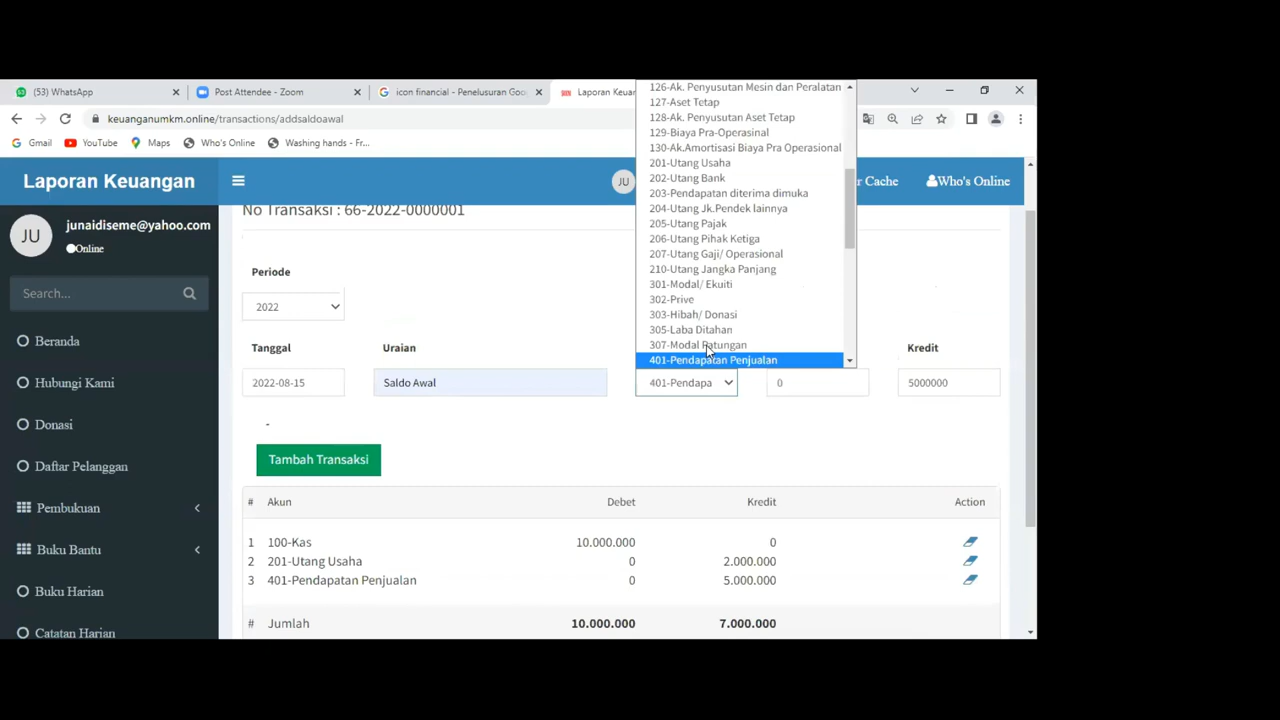 (53) WhatsApp
Post Attendee - Zoom
icon financial - Penelusuran Goo
Laporan Keuan
keuanganumkm.online/transactions/addsaldoawal
Gmail
YouTube
Maps
Who's Online
Washing hands - Fr...
Laporan Keuangan
JU
r Cache
Who's Online
JU
junaidiseme@yahoo.com
Online
Search...
Beranda
Hubungi Kami
Donasi
Daftar Pelanggan
Pembukuan
Buku Bantu
Buku Harian
Catatan Harian
No Transaksi : 66-2022-0000001
Periode
2022
Tanggal
Uraian
Kredit
2022-08-15
Saldo Awal
401-Pendapa
0
5000000
126-Ak. Penyusutan Mesin dan Peralatan
127-Aset Tetap
128-Ak. Penyusutan Aset Tetap
129-Biaya Pra-Operasinal
130-Ak.Amortisasi Biaya Pra Operasional
201-Utang Usaha
202-Utang Bank
203-Pendapatan diterima dimuka
204-Utang Jk.Pendek lainnya
205-Utang Pajak
206-Utang Pihak Ketiga
207-Utang Gaji/ Operasional
210-Utang Jangka Panjang
301-Modal/ Ekuiti
302-Prive
303-Hibah/ Donasi
305-Laba Ditahan
307-Modal Patungan
401-Pendapatan Penjualan
-
Tambah Transaksi
# Akun Debet Kredit Action
1 100-Kas 10.000.000 0
2 201-Utang Usaha 0 2.000.000
3 401-Pendapatan Penjualan 0 5.000.000
# Jumlah 10.000.000 7.000.000